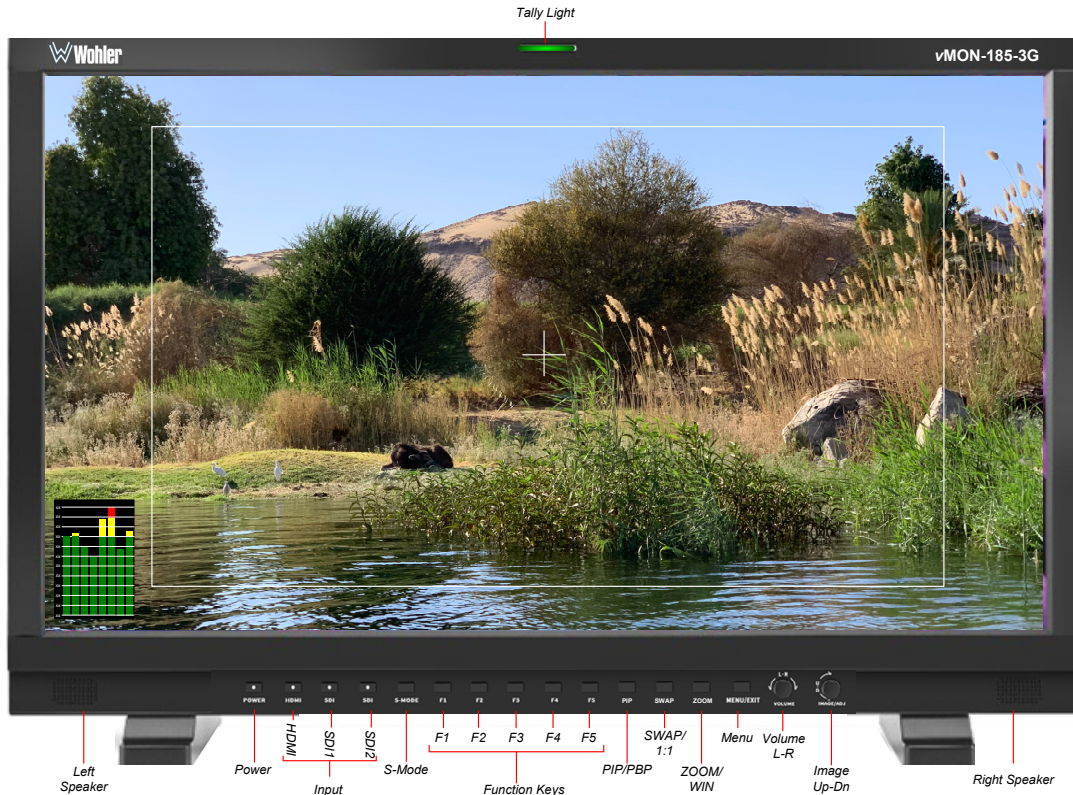 Tally Light
Wohler
vMON-185-3G
POWER
HDMI
SDI
SDI
S-MODE
F1
F2
F3
F4
F5
PIP
SWAP
ZOOM
MENU/EXIT
L-R
VOLUME
U
D
IMAGE/ADJ
HDMI
SDI1
SDI2
F1
F2
F3
F4
F5
SWAP/
1:1
Menu
Volume
L-R
Left
Speaker
Power
Input
S-Mode
Function Keys
PIP/PBP
ZOOM/
WIN
Image
Up-Dn
Right Speaker